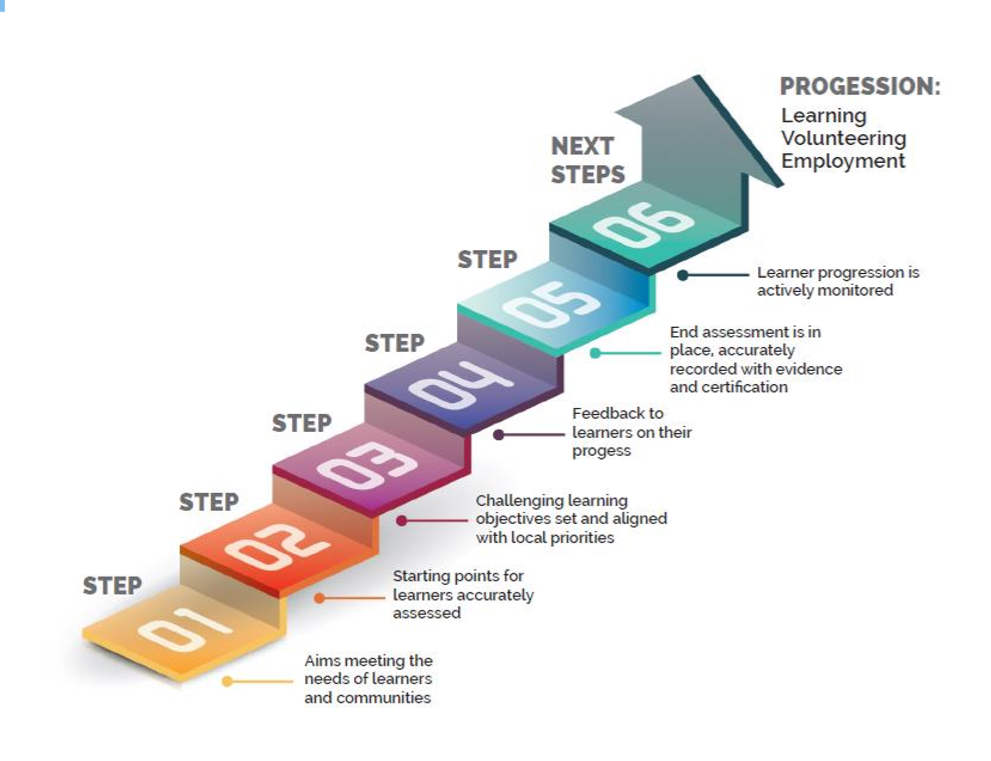 PROGESSION:
Learning
Volunteering
Employment
NEXT
STEPS
06
Learner progression is
actively monitored
STEP
05
End assessment is in
place, accurately
recorded with evidence
and certification
STEP
04
Feedback to
learners on their
progess
STEP
03
Challenging learning
objectives set and aligned
with local priorities
STEP
02
Starting points for
learners accurately
assessed
STEP
01
Aims meeting the
needs of learners
and communities